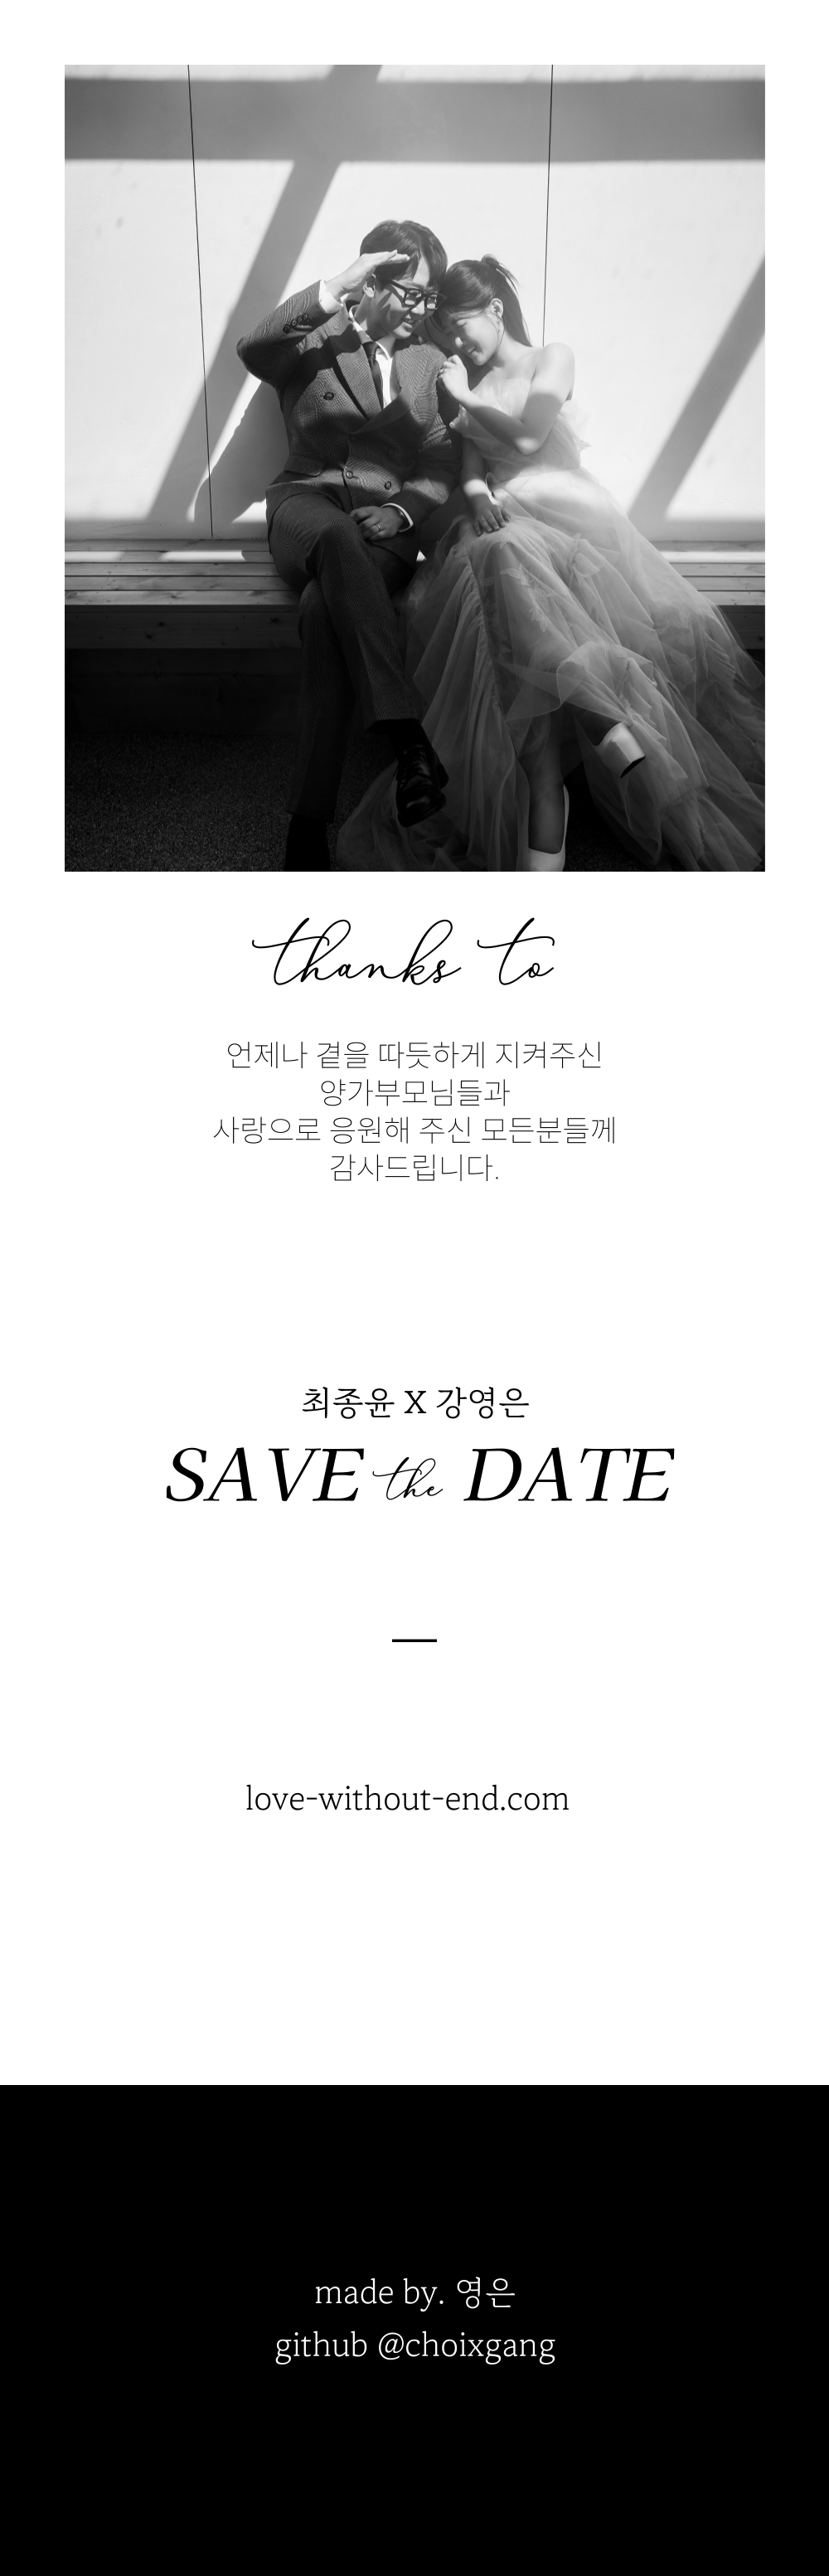 thanks to
언제나 곁을 따듯하게 지켜주신
양가부모님들과
사랑으로 응원해 주신 모든분들께
감사드립니다.
최종윤 X 강영은
SAVE the DATE
love-without-end.com
made by. 영은
github @choixgang